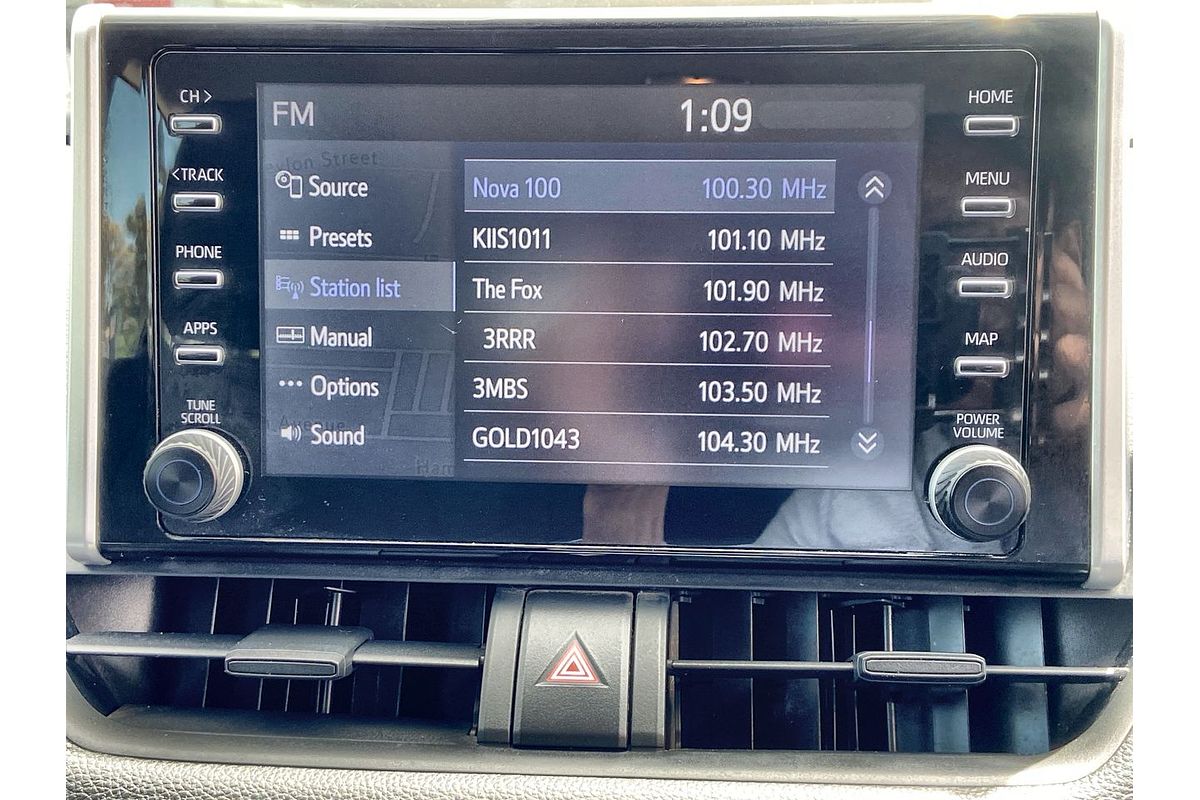 CH >
<TRACK
PHONE
APPS
TUNE
SCROLL
FM
1:09
Street
Source
Presets
Station list
Manual
Options
Sound
Nova 100 100.30 MHz
KIIS1011 101.10 MHz
The Fox 101.90 MHz
3RRR 102.70 MHz
3MBS 103.50 MHz
GOLD1043 104.30 MHz
HOME
MENU
AUDIO
MAP
POWER
VOLUME